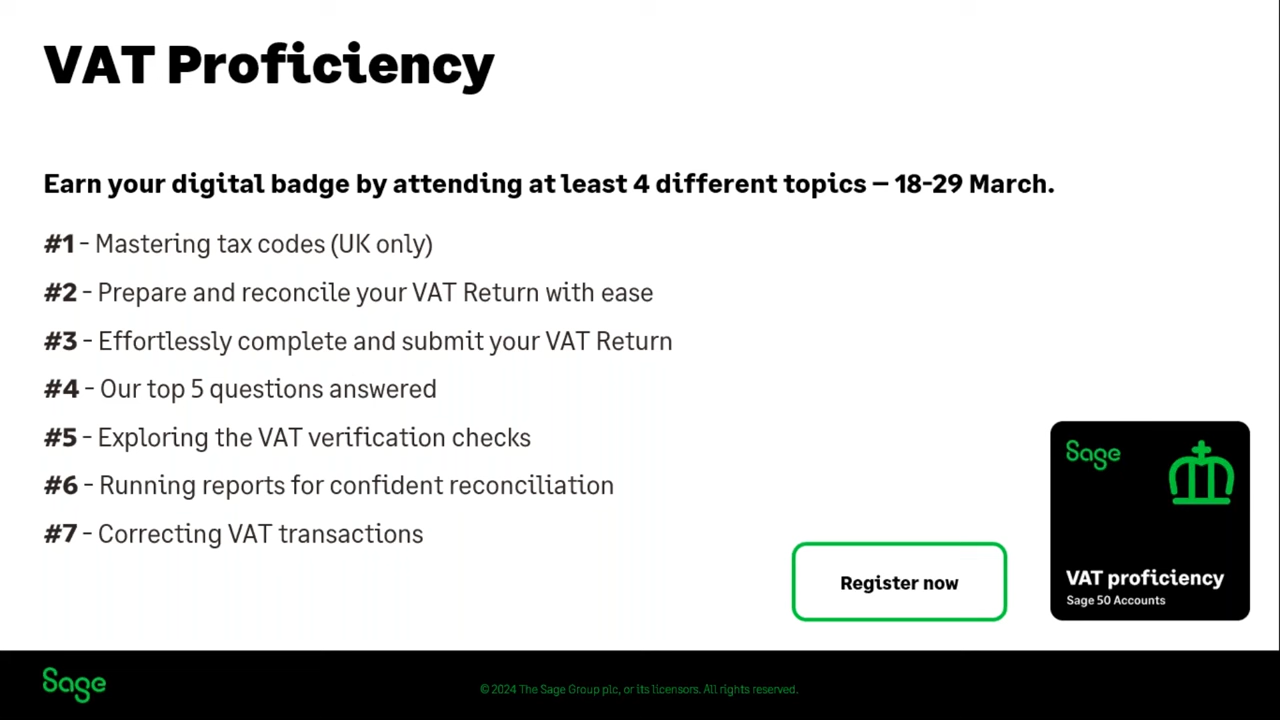 VAT Proficiency
Earn your digital badge by attending at least 4 different topics – 18-29 March.
#1 - Mastering tax codes (UK only)
#2 - Prepare and reconcile your VAT Return with ease
#3 - Effortlessly complete and submit your VAT Return
#4 - Our top 5 questions answered
#5 - Exploring the VAT verification checks
#6 - Running reports for confident reconciliation
#7 - Correcting VAT transactions
Register now
Sage
VAT proficiency
Sage 50 Accounts
Sage
© 2024 The Sage Group plc, or its licensors. All rights reserved.